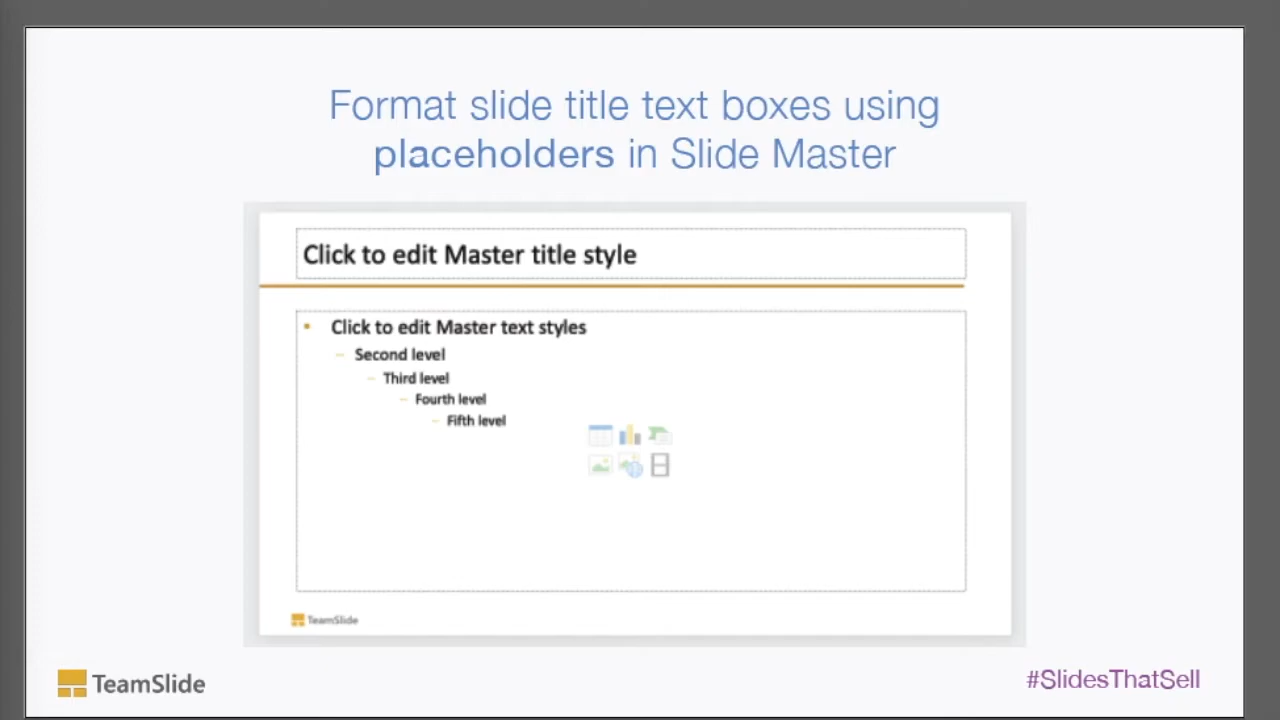 Format slide title text boxes using
placeholders in Slide Master
Click to edit Master title style
Click to edit Master text styles
Second level
Third level
Fourth level
Fifth level
TeamSlide
TeamSlide
#SlidesThatSell